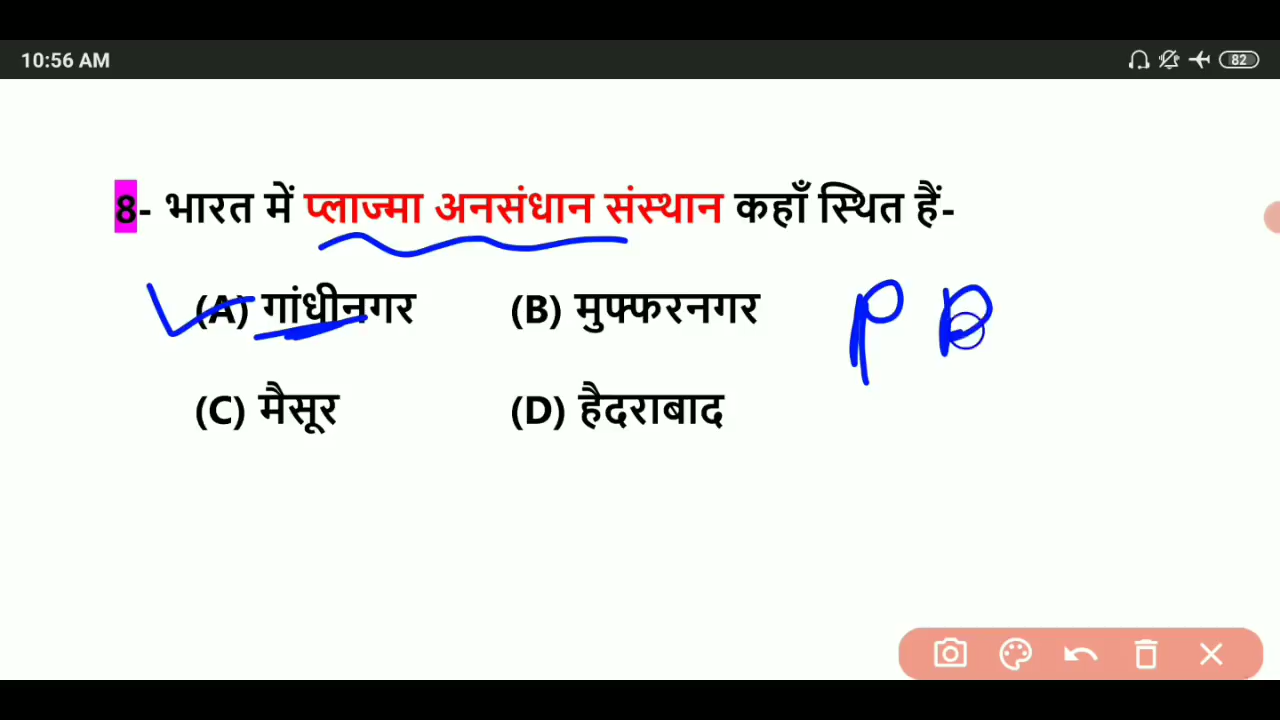 10:56 AM
82
8- भारत में प्लाज्मा अनसंधान संस्थान कहाँ स्थित हैं-
(A) गांधीनगर (B) मुफ्फरनगर
P R
(C) मैसूर (D) हैदराबाद